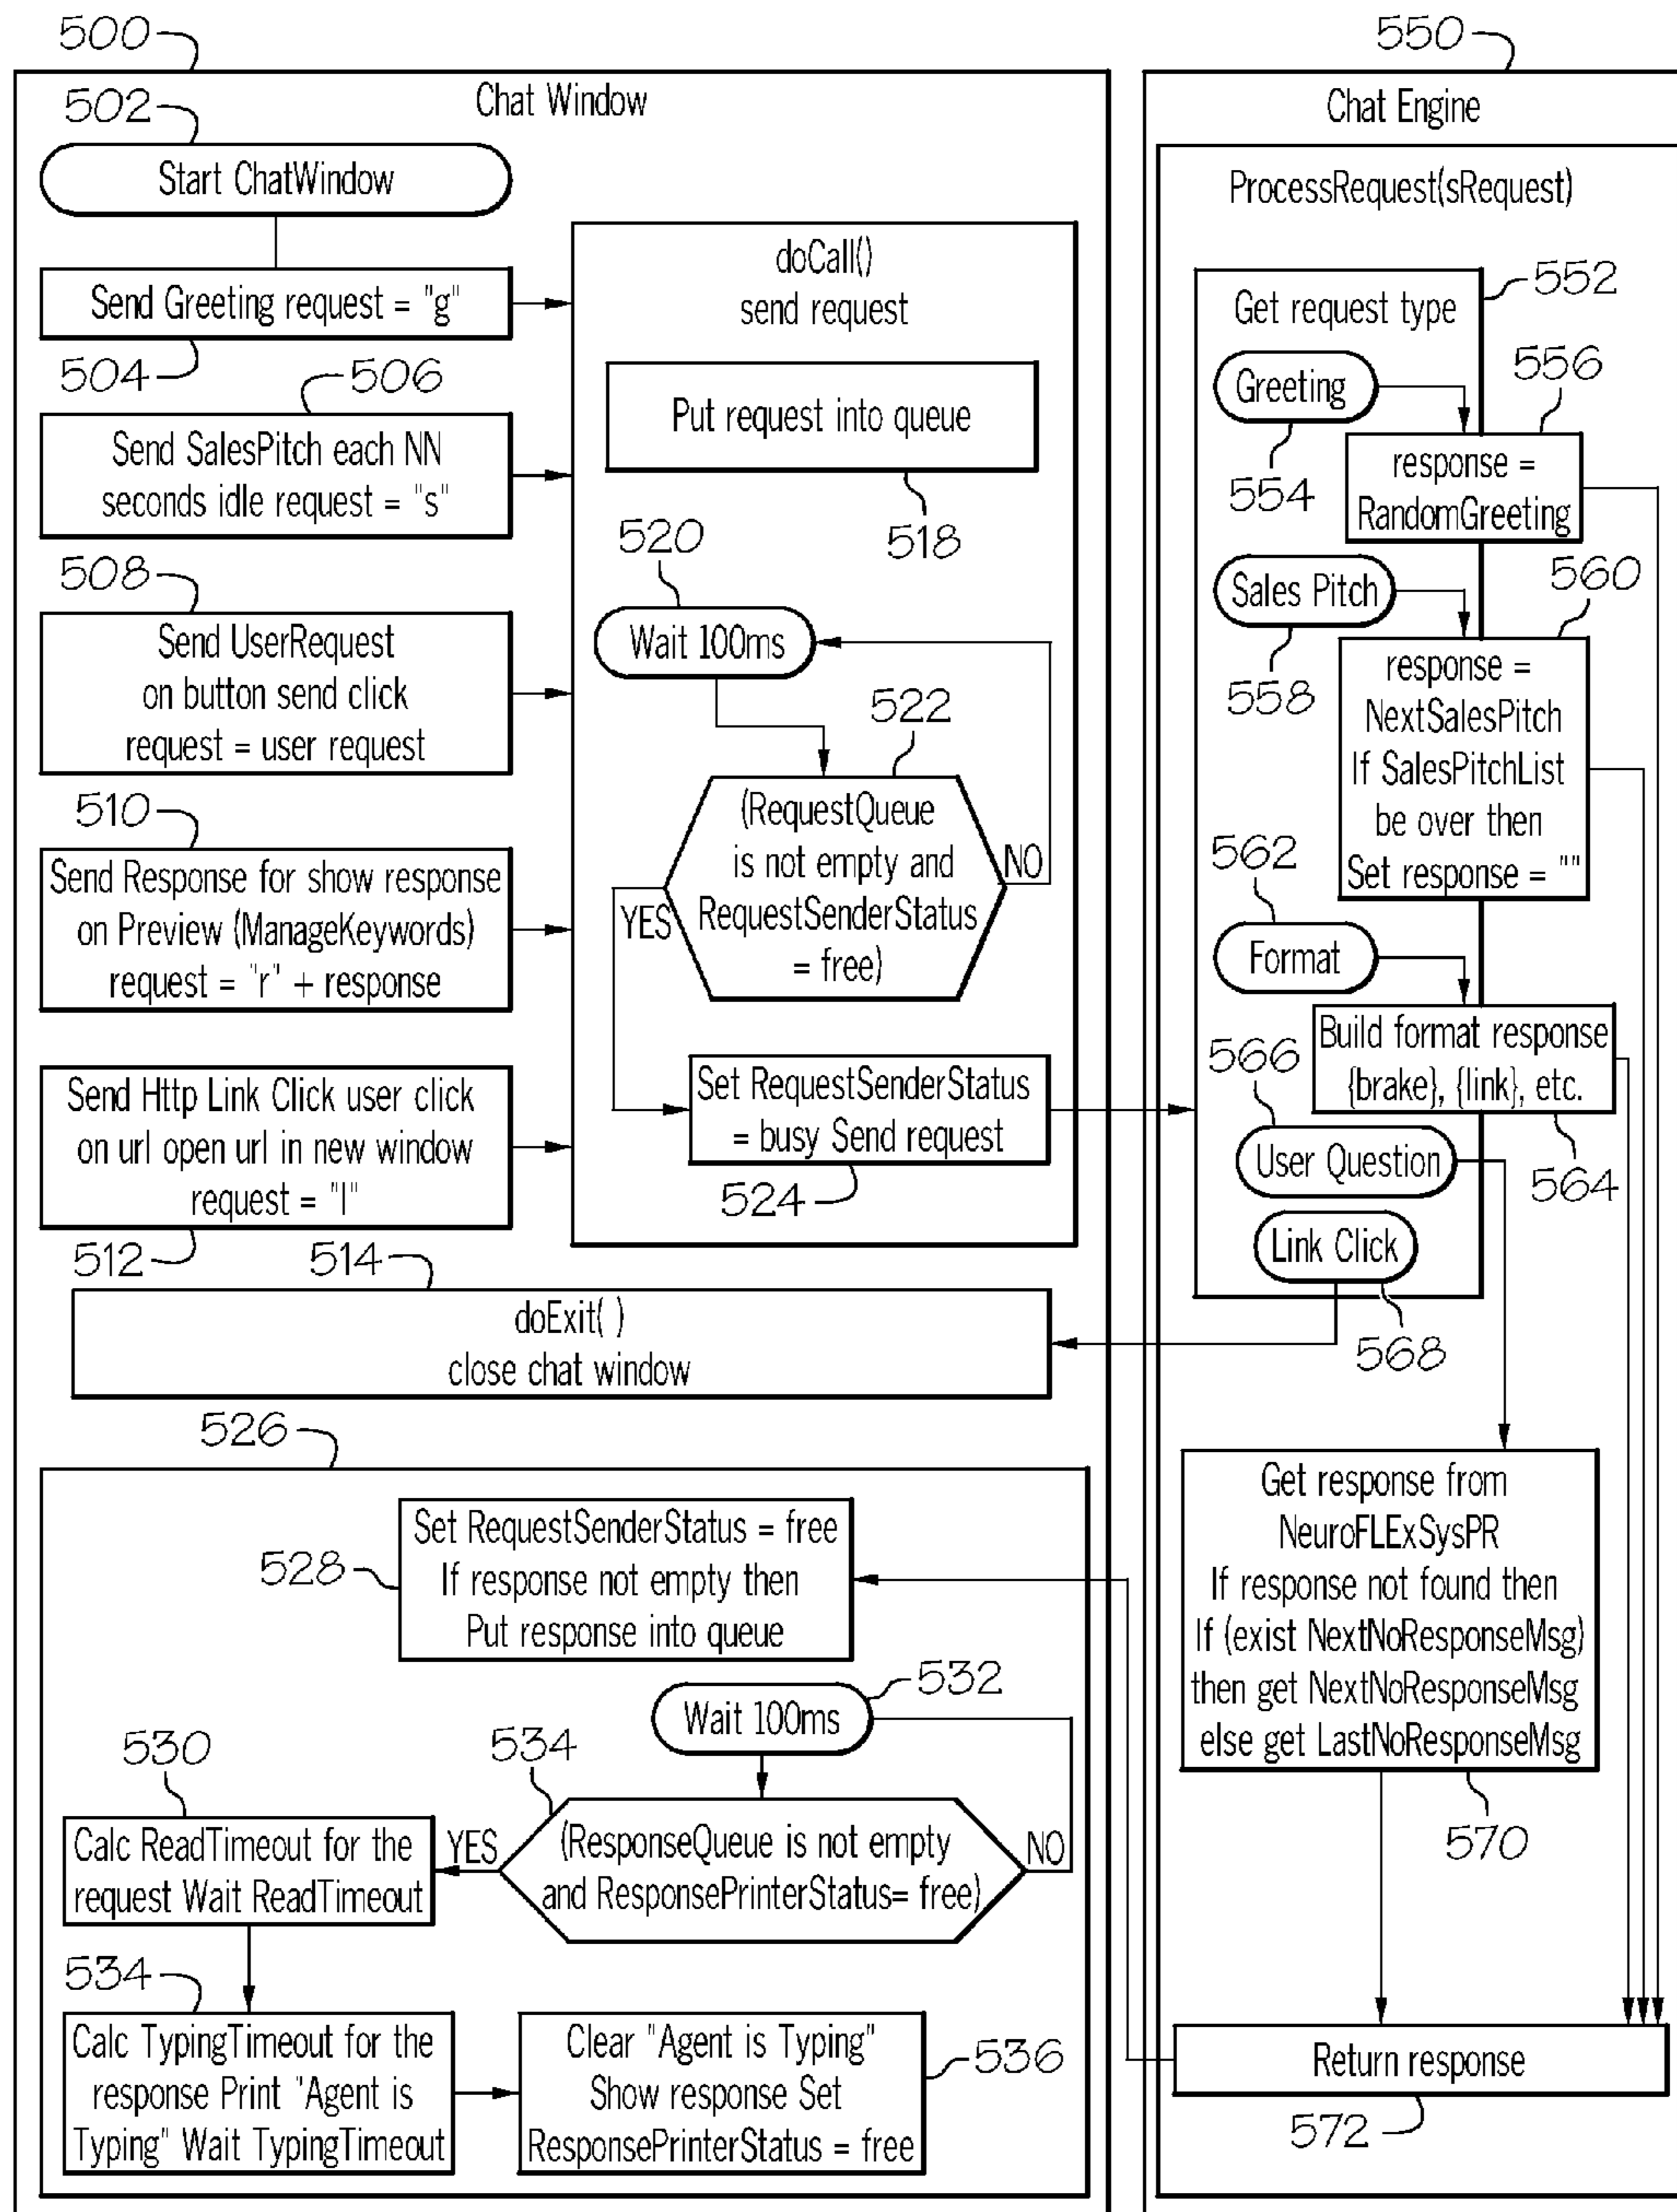 500
550
Chat Window
Chat Engine
502
Start ChatWindow
ProcessRequest(sRequest)
Send Greeting request = "g"
504
506
Send SalesPitch each NN
seconds idle request = "s"
508
Send UserRequest
on button send click
request = user request
510
Send Response for show response
on Preview (ManageKeywords)
request = "r" + response
Send Http Link Click user click
on url open url in new window
request = "l"
512
514
doExit( )
close chat window
doCall()
send request
Put request into queue
518
520
Wait 100ms
522
(RequestQueue
is not empty and
RequestSenderStatus
= free)
NO
YES
Set RequestSenderStatus
= busy Send request
524
552
Get request type
Greeting
554
556
response =
RandomGreeting
Sales Pitch
558
560
response =
NextSalesPitch
If SalesPitchList
be over then
Set response = ""
562
Format
Build format response
{brake}, {link}, etc.
564
566
User Question
Link Click
568
526
Set RequestSenderStatus = free
If response not empty then
Put response into queue
528
532
Wait 100ms
534
(ResponseQueue is not empty
and ResponsePrinterStatus= free)
NO
YES
530
Calc ReadTimeout for the
request Wait ReadTimeout
534
Calc TypingTimeout for the
response Print "Agent is
Typing" Wait TypingTimeout
Clear "Agent is Typing"
Show response Set
ResponsePrinterStatus = free
536
Get response from
NeuroFLExSysPR
If response not found then
If (exist NextNoResponseMsg)
then get NextNoResponseMsg
else get LastNoResponseMsg
570
Return response
572